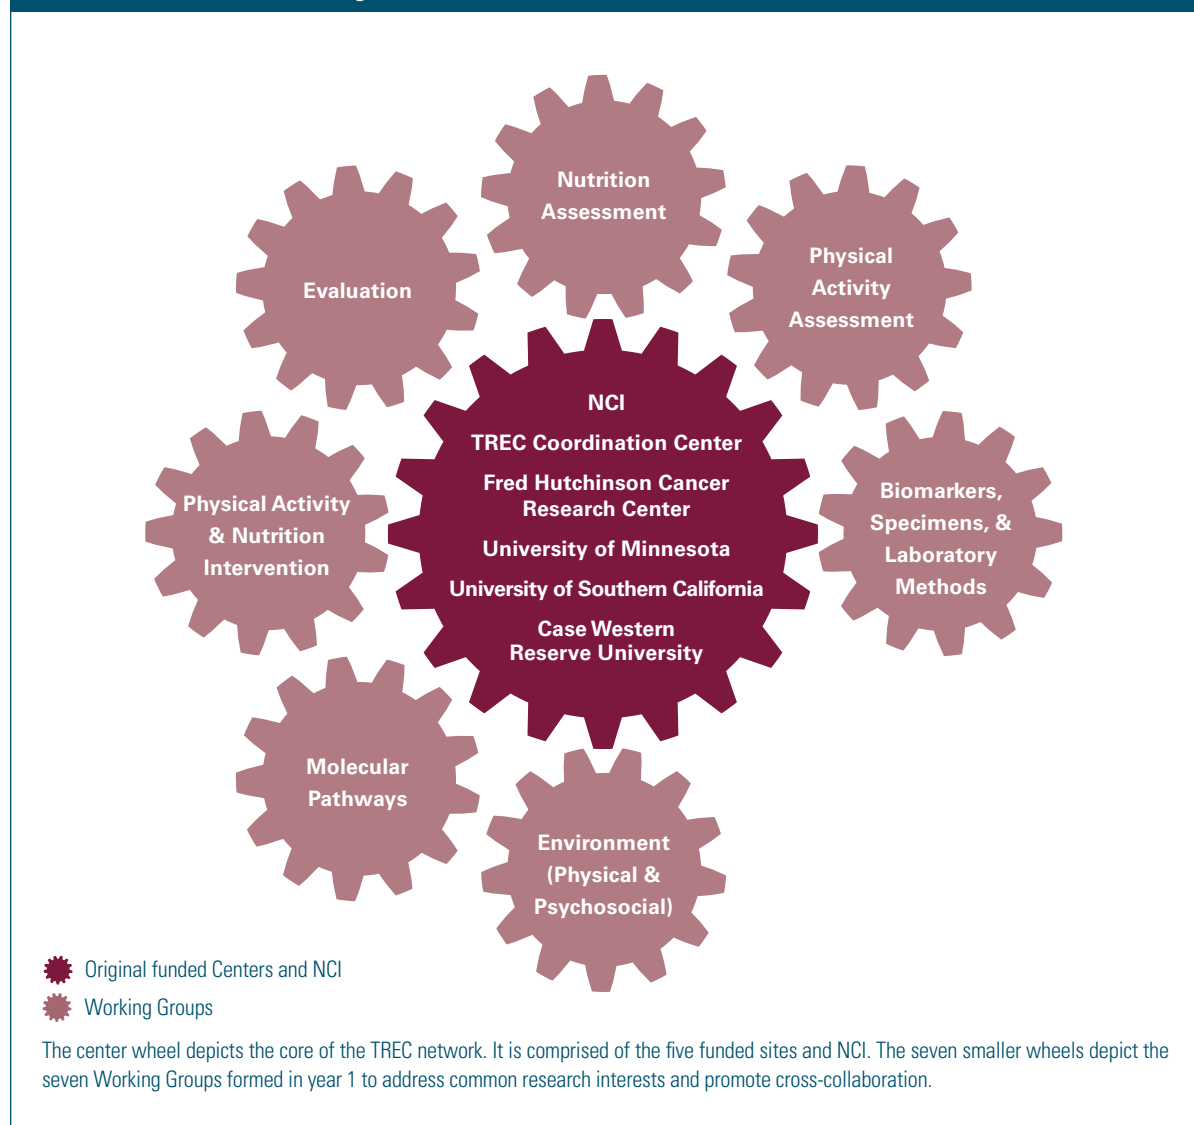 Nutrition
Assessment
Evaluation
Physical
Activity
Assessment
NCI
TREC Coordination Center
Fred Hutchinson Cancer
Research Center
University of Minnesota
University of Southern California
Case Western
Reserve University
Physical Activity
& Nutrition
Intervention
Biomarkers,
Specimens, &
Laboratory
Methods
Molecular
Pathways
Environment
(Physical &
Psychosocial)
Original funded Centers and NCI
Working Groups
The center wheel depicts the core of the TREC network. It is comprised of the five funded sites and NCI. The seven smaller wheels depict the
seven Working Groups formed in year 1 to address common research interests and promote cross-collaboration.